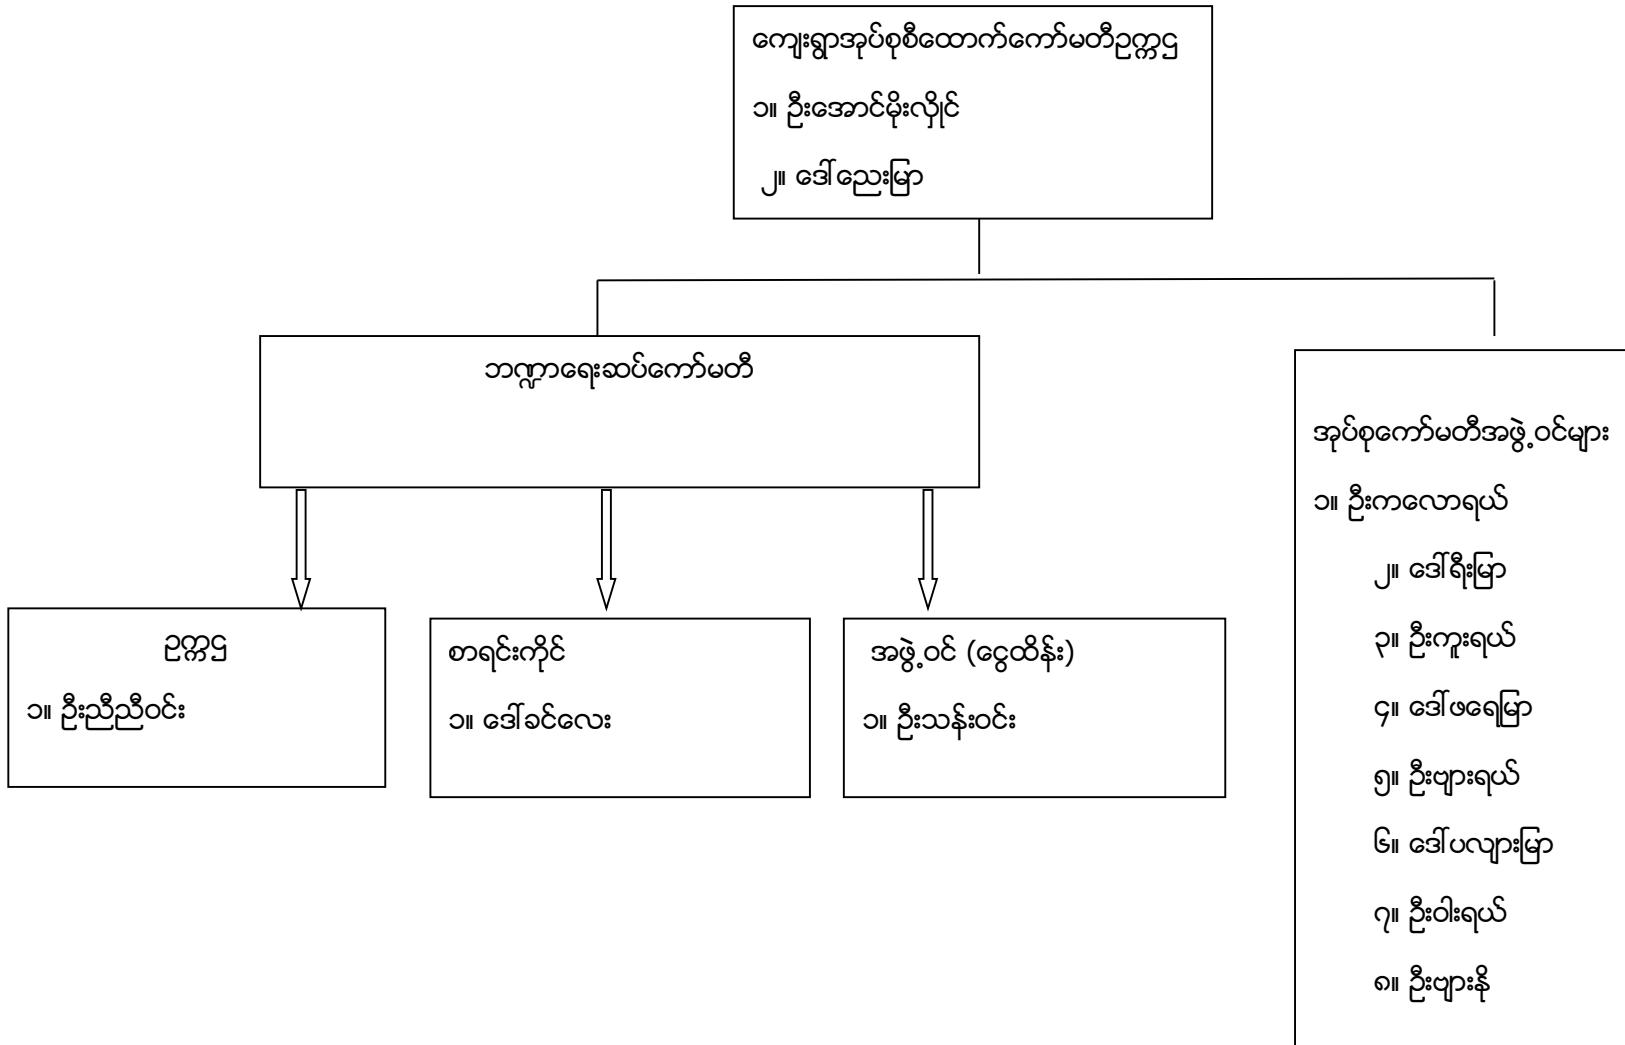 ကျေးရွာအုပ်စုစီထောက်ကော်မတီဥက္ကဌ
၁။ ဦးအောင်မိုးလှိုင်
၂။ ဒေါ်ညေးမြာ
ဘဏ္ဍာရေးဆပ်ကော်မတီ
ဥက္ကဌ
၁။ ဦးညီညီဝင်း
စာရင်းကိုင်
၁။ ဒေါ်ခင်လေး
အဖွဲ့ဝင် (ငွေထိန်း)
၁။ ဦးသန်းဝင်း
အုပ်စုကော်မတီအဖွဲ့ဝင်များ
၁။ ဦးကလောရယ်
၂။ ဒေါ်ရီးမြာ
၃။ ဦးကူးရယ်
၄။ ဒေါ်ဖရေမြာ
၅။ ဦးဗျားရယ်
၆။ ဒေါ်ပလျားမြာ
၇။ ဦးဝါးရယ်
၈။ ဦးဗျားနို